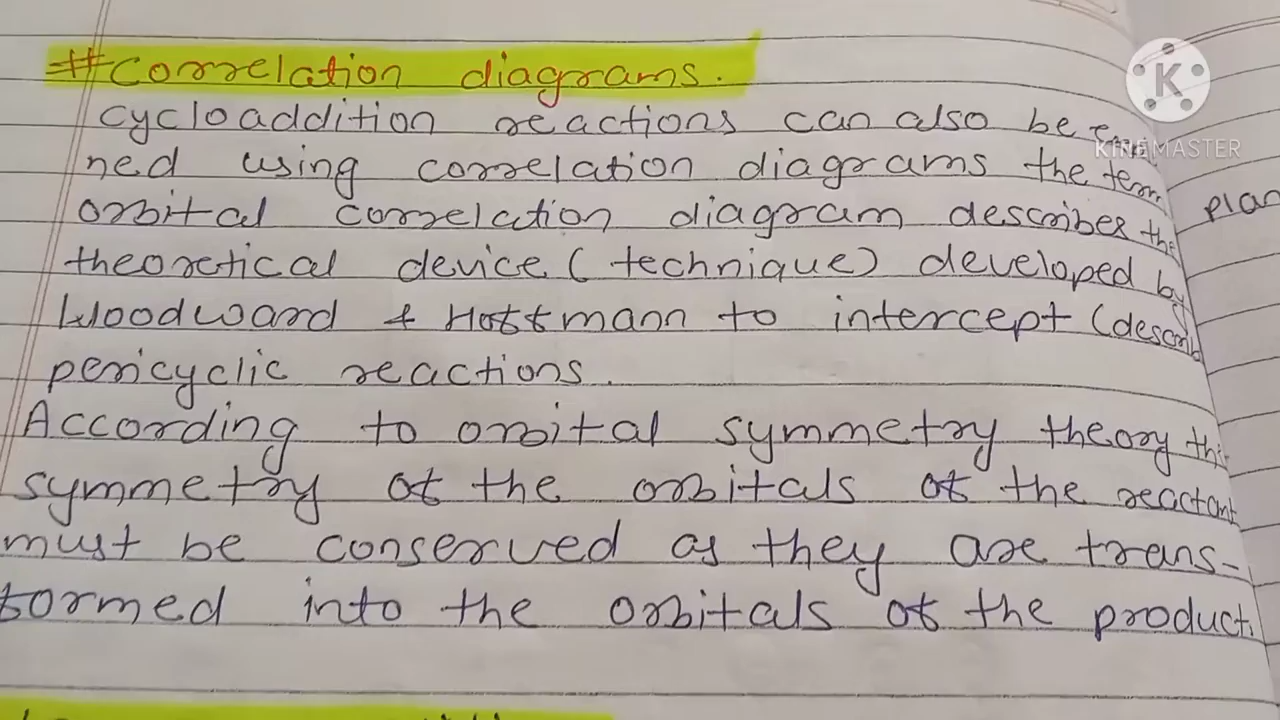 # Correlation diagrams.
cycloaddition reactions can also be
ned using correlation diagrams the term
orbital correlation diagram describes the
theoretical device (technique) developed by
Woodward & Hoffmann to intercept (describ
pericyclic reactions.
According to orbital symmetry theory the
symmetry of the orbitals of the reactant
must be conserved as they are trans-
formed into the orbitals of the product.
plan
K
KINEMASTER